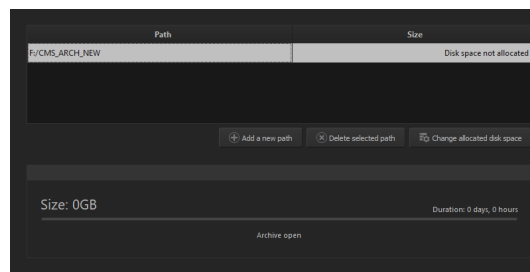 Path Size
F:/CMS_ARCH_NEW Disk space not allocated
Add a new path Delete selected path Change allocated disk space
Size: 0GB
Duration: 0 days, 0 hours
Archive open